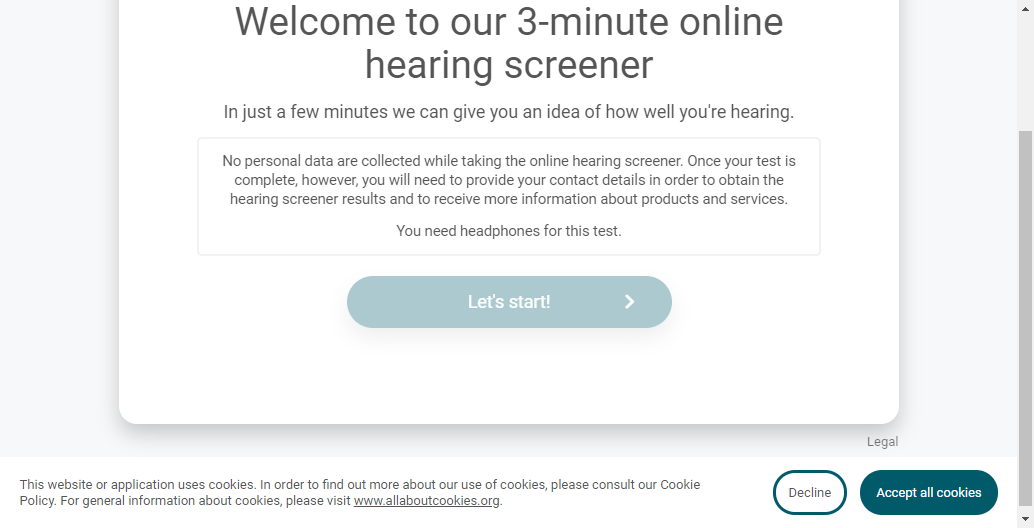 Welcome to our 3-minute online
hearing screener
In just a few minutes we can give you an idea of how well you're hearing.
No personal data are collected while taking the online hearing screener. Once your test is
complete, however, you will need to provide your contact details in order to obtain the
hearing screener results and to receive more information about products and services.
You need headphones for this test.
Let's start!
Legal
This website or application uses cookies. In order to find out more about our use of cookies, please consult our Cookie
Policy. For general information about cookies, please visit www.allaboutcookies.org.
Decline
Accept all cookies